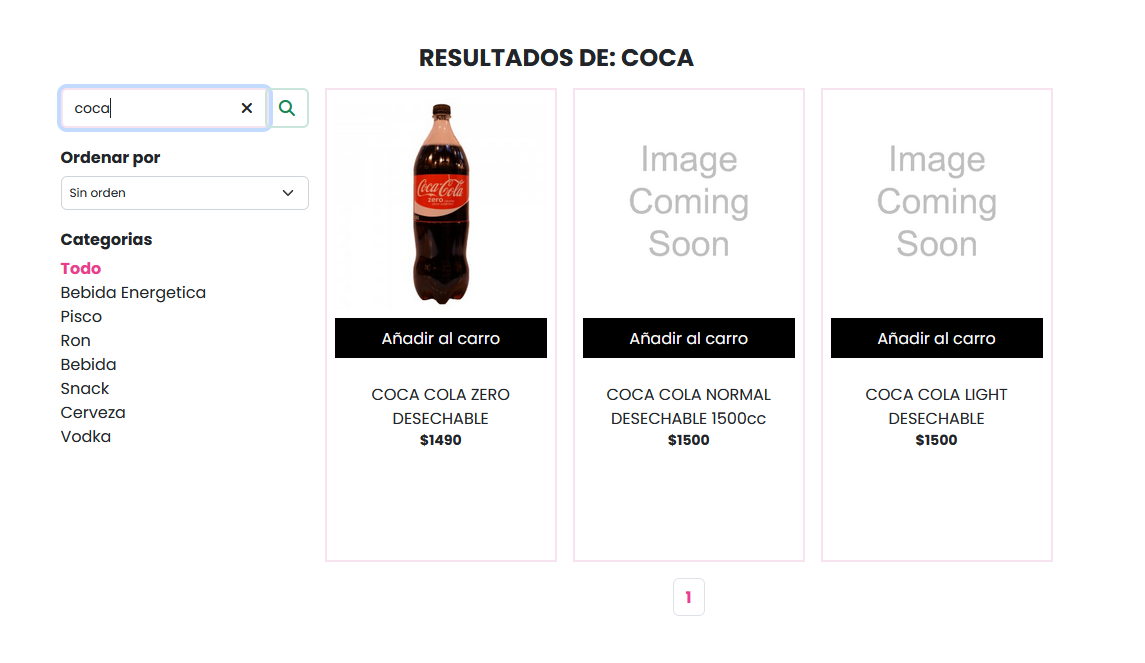 RESULTADOS DE: COCA
coca
Ordenar por
Sin orden
Categorias
Todo
Bebida Energetica
Pisco
Ron
Bebida
Snack
Cerveza
Vodka
Coca-Cola
zero
Añadir al carro
COCA COLA ZERO
DESECHABLE
$1490
Image
Coming
Soon
Añadir al carro
COCA COLA NORMAL
DESECHABLE 1500cc
$1500
Image
Coming
Soon
Añadir al carro
COCA COLA LIGHT
DESECHABLE
$1500
1